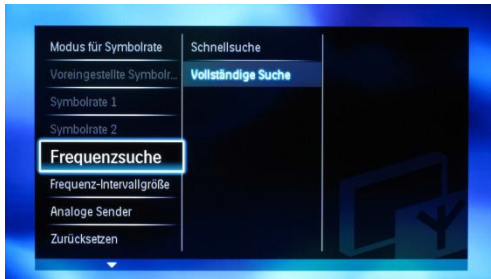 Modus für Symbolrate
Voreingestellte Symbolr...
Symbolrate 1
Symbolrate 2
Frequenzsuche
Frequenz-Intervallgröße
Analoge Sender
Zurücksetzen
Schnellsuche
Vollständige Suche